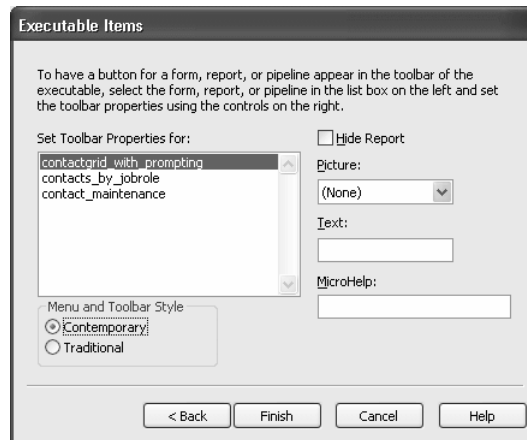 Executable Items
To have a button for a form, report, or pipeline appear in the toolbar of the
executable, select the form, report, or pipeline in the list box on the left and set
the toolbar properties using the controls on the right.
Set Toolbar Properties for:
contactgrid_with_prompting
contacts_by_jobrole
contact_maintenance
Hide Report
Picture:
(None)
Text:
MicroHelp:
Menu and Toolbar Style
Contemporary
Traditional
< Back
Finish
Cancel
Help